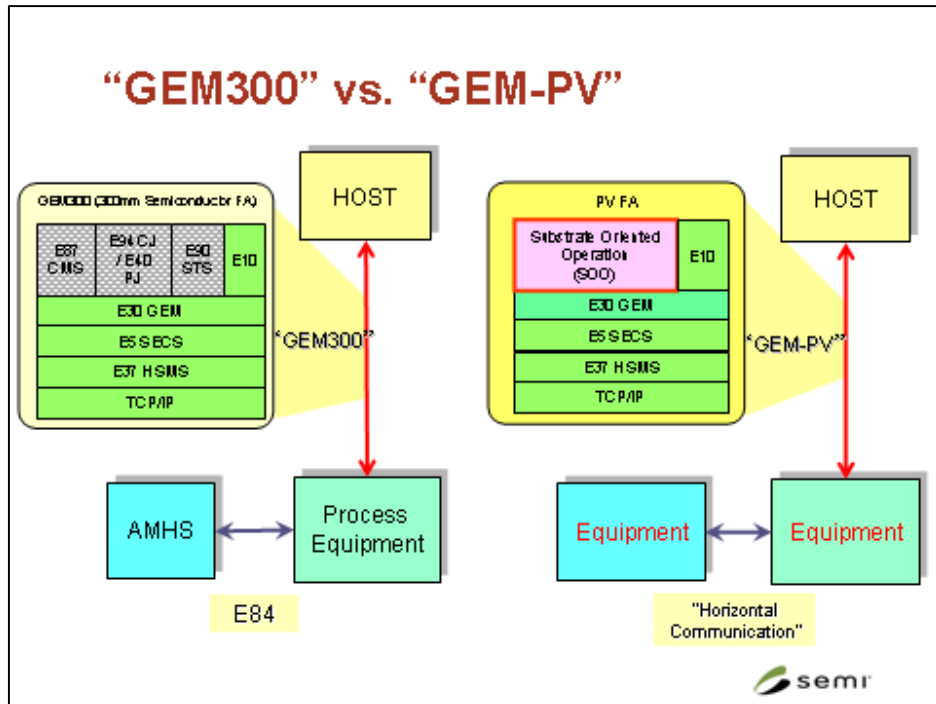 “GEM300” vs. “GEM-PV”
HOST
GEM300 (300mm Semiconductor FA)
E87
CMS
E94 CJ
/ E40
PJ
E90
STS
E10
E30 GEM
E5 SECS
E37 HSMS
TCP/IP
“GEM300”
AMHS
Process
Equipment
E84
HOST
PV FA
Substrate Oriented
Operation
(SOO)
E10
E30 GEM
E5 SECS
E37 HSMS
TCP/IP
“GEM-PV”
Equipment
Equipment
"Horizontal
Communication"
semi